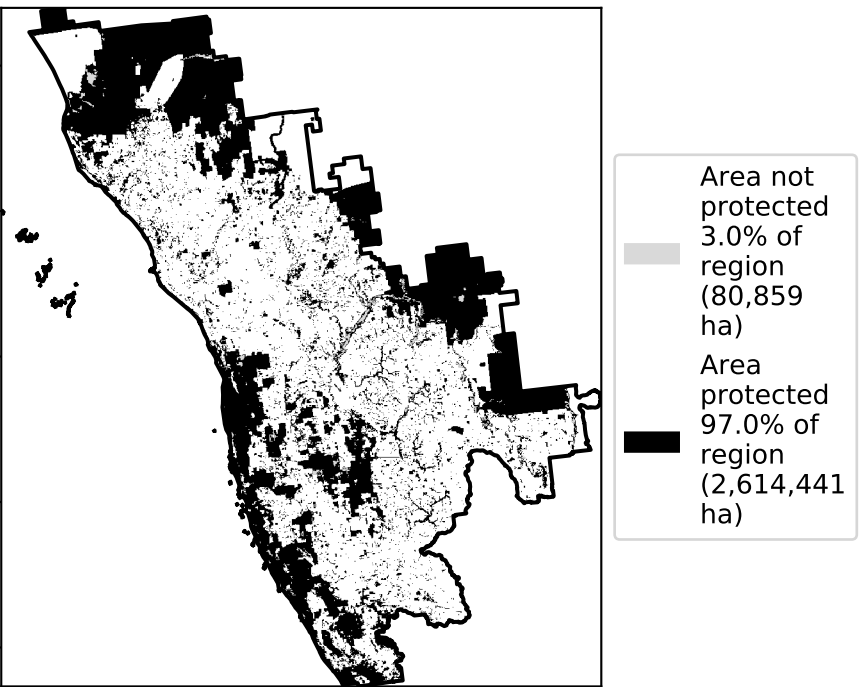 Area not
protected
3.0% of
region
(80,859
ha)
Area
protected
97.0% of
region
(2,614,441
ha)